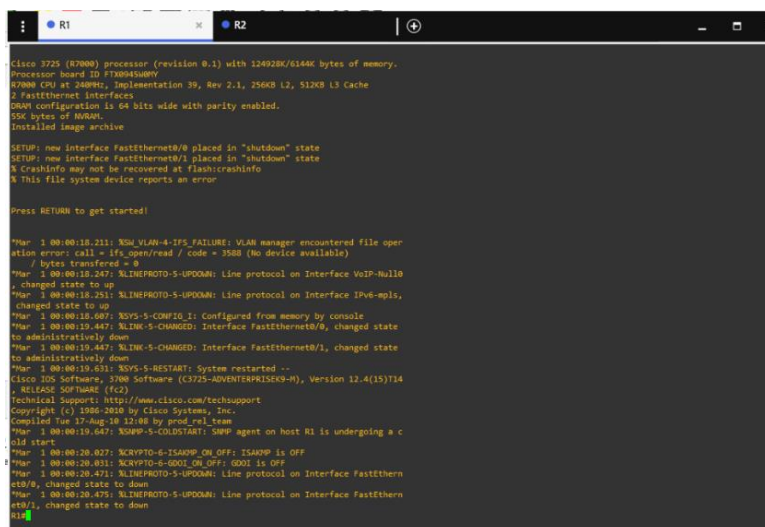 R1
R2
Cisco 3725 (R7000) processor (revision 0.1) with 124928K/6144K bytes of memory.
Processor board ID FTX0945W0MY
R7000 CPU at 240MHz, Implementation 39, Rev 2.1, 256KB L2, 512KB L3 Cache
2 FastEthernet interfaces
DRAM configuration is 64 bits wide with parity enabled.
55K bytes of NVRAM.
Installed image archive
SETUP: new interface FastEthernet0/0 placed in "shutdown" state
SETUP: new interface FastEthernet0/1 placed in "shutdown" state
% Crashinfo may not be recovered at flash:crashinfo
% This file system device reports an error
Press RETURN to get started!
*Mar  1 00:00:18.211: %SW_VLAN-4-IFS_FAILURE: VLAN manager encountered file oper
ation error: call = ifs_open/read / code = 3588 (No device available)
/ bytes transfered = 0
*Mar  1 00:00:18.247: %LINEPROTO-5-UPDOWN: Line protocol on Interface VoIP-Null0
, changed state to up
*Mar  1 00:00:18.251: %LINEPROTO-5-UPDOWN: Line protocol on Interface IPv6-mpls,
changed state to up
*Mar  1 00:00:18.607: %SYS-5-CONFIG_I: Configured from memory by console
*Mar  1 00:00:19.447: %LINK-5-CHANGED: Interface FastEthernet0/0, changed state
to administratively down
*Mar  1 00:00:19.447: %LINK-5-CHANGED: Interface FastEthernet0/1, changed state
to administratively down
*Mar  1 00:00:19.631: %SYS-5-RESTART: System restarted --
Cisco IOS Software, 3700 Software (C3725-ADVENTERPRISEK9-M), Version 12.4(15)T14
, RELEASE SOFTWARE (fc2)
Technical Support: http://www.cisco.com/techsupport
Copyright (c) 1986-2010 by Cisco Systems, Inc.
Compiled Tue 17-Aug-10 12:08 by prod_rel_team
*Mar  1 00:00:19.647: %SNMP-5-COLDSTART: SNMP agent on host R1 is undergoing a c
old start
*Mar  1 00:00:20.027: %CRYPTO-6-ISAKMP_ON_OFF: ISAKMP is OFF
*Mar  1 00:00:20.031: %CRYPTO-6-GDOI_ON_OFF: GDOI is OFF
*Mar  1 00:00:20.471: %LINEPROTO-5-UPDOWN: Line protocol on Interface FastEthern
et0/0, changed state to down
*Mar  1 00:00:20.475: %LINEPROTO-5-UPDOWN: Line protocol on Interface FastEthern
et0/1, changed state to down
R1#